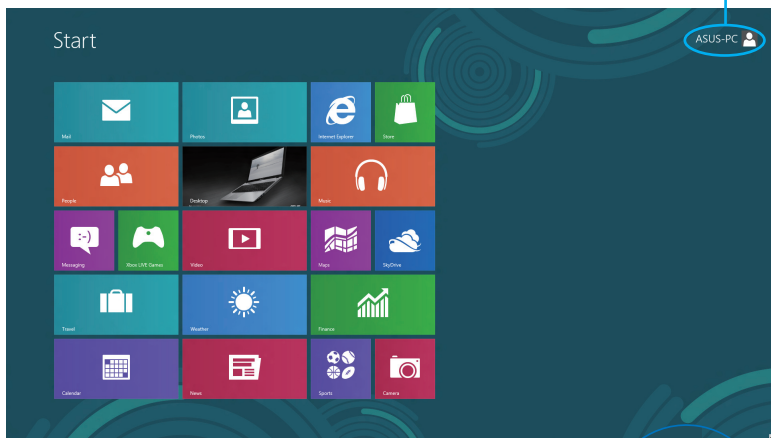 Start
ASUS-PC
Mail
Photos
Internet Explorer
Store
People
Desktop
Music
Messaging
Xbox LIVE Games
Video
Maps
SkyDrive
Travel
Weather
Finance
Calendar
News
Sports
Camera